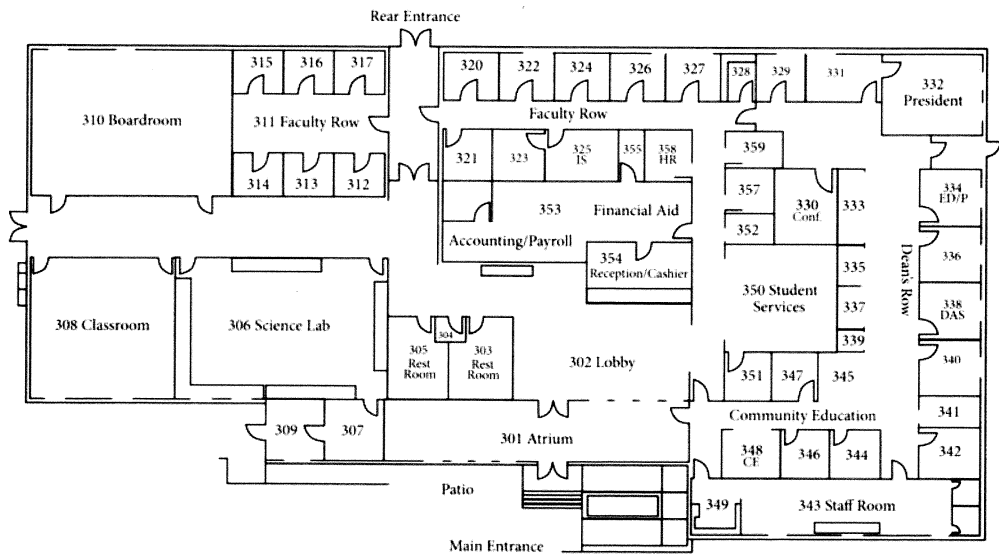 Rear Entrance
315 316 317
320 322 324 326 327 328 329 331
332
President
310 Boardroom
311 Faculty Row
Faculty Row
321 323 325
IS
355 358
HR
359
314 313 312
357
330
Conf.
333
334
ED/P
353 Financial Aid
352
Accounting/Payroll
354
Reception/Cashier
335
336
Dean's Row
350 Student
Services
337
338
DAS
308 Classroom
306 Science Lab
304
339
305
Rest
Room
303
Rest
Room
302 Lobby
340
351 347 345
341
Community Education
309 307
301 Atrium
348
CE
346 344
342
Patio
349
343 Staff Room
Main Entrance